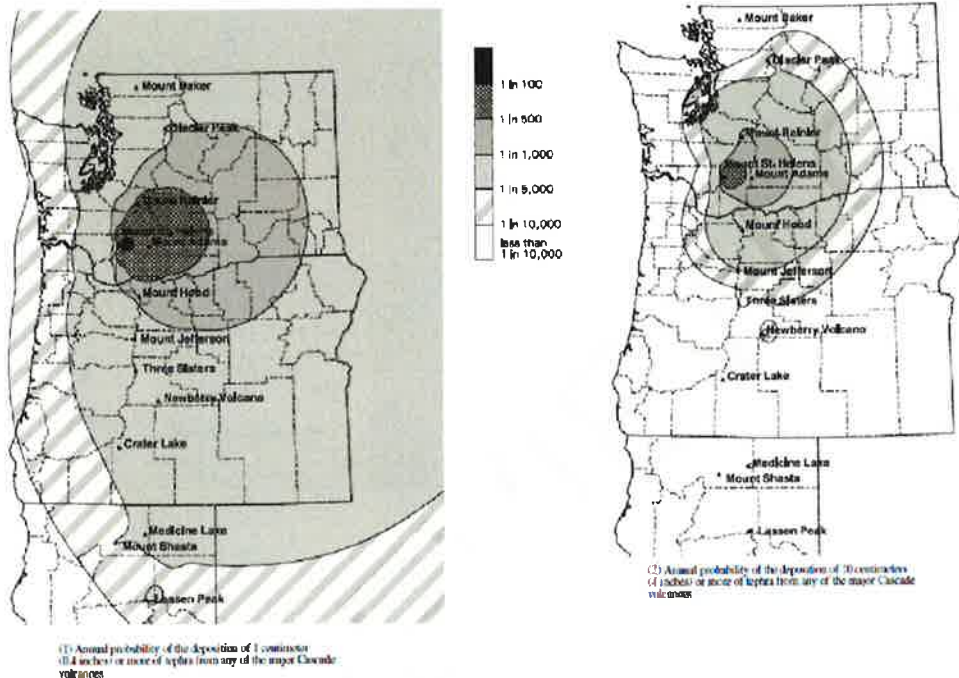 Mount Baker
Glacier Peak
Mount Rainier
Mount Adams
Mount Hood
Mount Jefferson
Three Sisters
Newberry Volcano
Crater Lake
Medicine Lake
Mount Shasta
Lassen Peak
(1) Annual probability of the deposition of 1 centimeter
(0.4 inches) or more of tephra from any of the major Cascade
volcanoes
1 in 100
1 in 500
1 in 1,000
1 in 5,000
1 in 10,000
less than
1 in 10,000
Mount Baker
Glacier Peak
Mount Rainier
Mount St. Helens
Mount Adams
Mount Hood
Mount Jefferson
Three Sisters
Newberry Volcano
Crater Lake
Medicine Lake
Mount Shasta
Lassen Peak
(2) Annual probability of the deposition of 10 centimeters
(4 inches) or more of tephra from any of the major Cascade
volcanoes